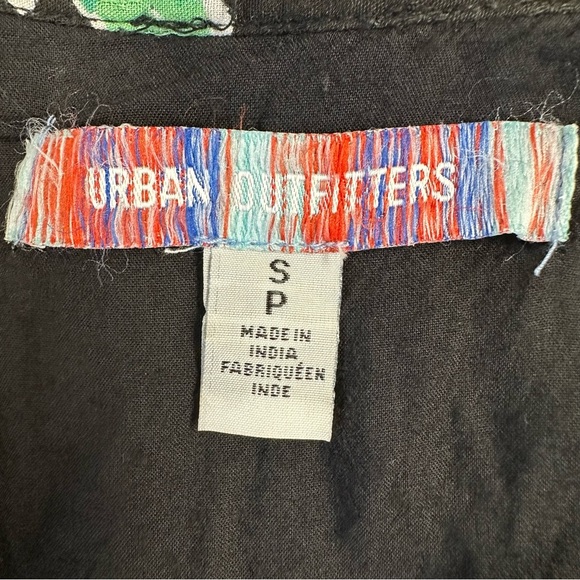 URBAN OUTFITTERS
S
P
MADE IN
INDIA
FABRIQUÉEN
INDE